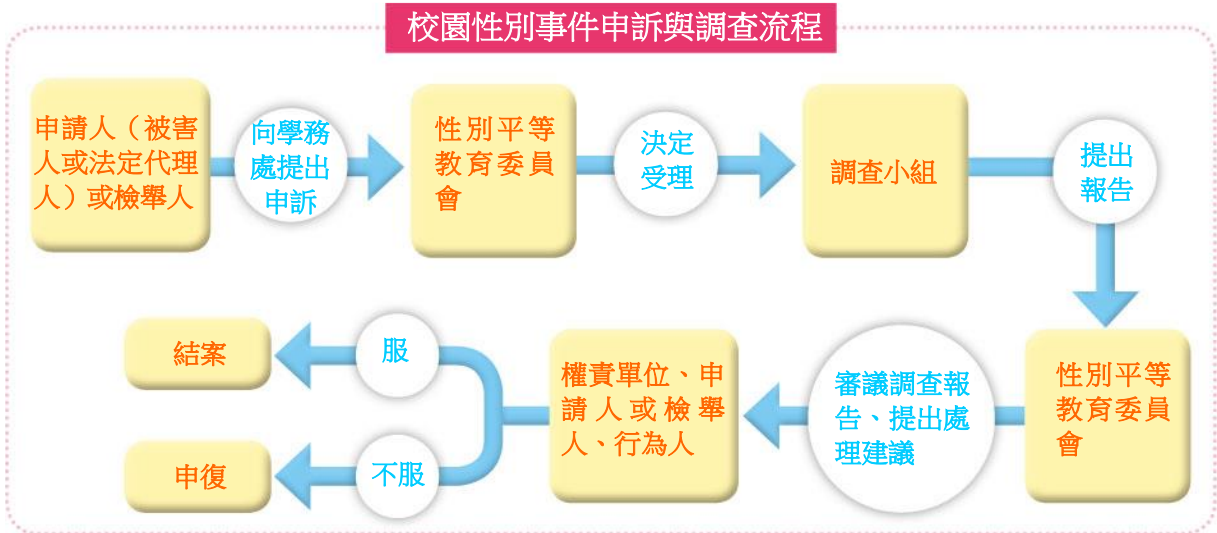 校園性別事件申訴與調查流程
申請人（被害
人或法定代理
人）或檢舉人
向學務
處提出
申訴
性別平等
教育委員
會
決定
受理
調查小組
提出
報告
性別平等
教育委員
會
審議調查報
告、提出處
理建議
權責單位、申
請人或檢舉
人、行為人
服
結案
不服
申復